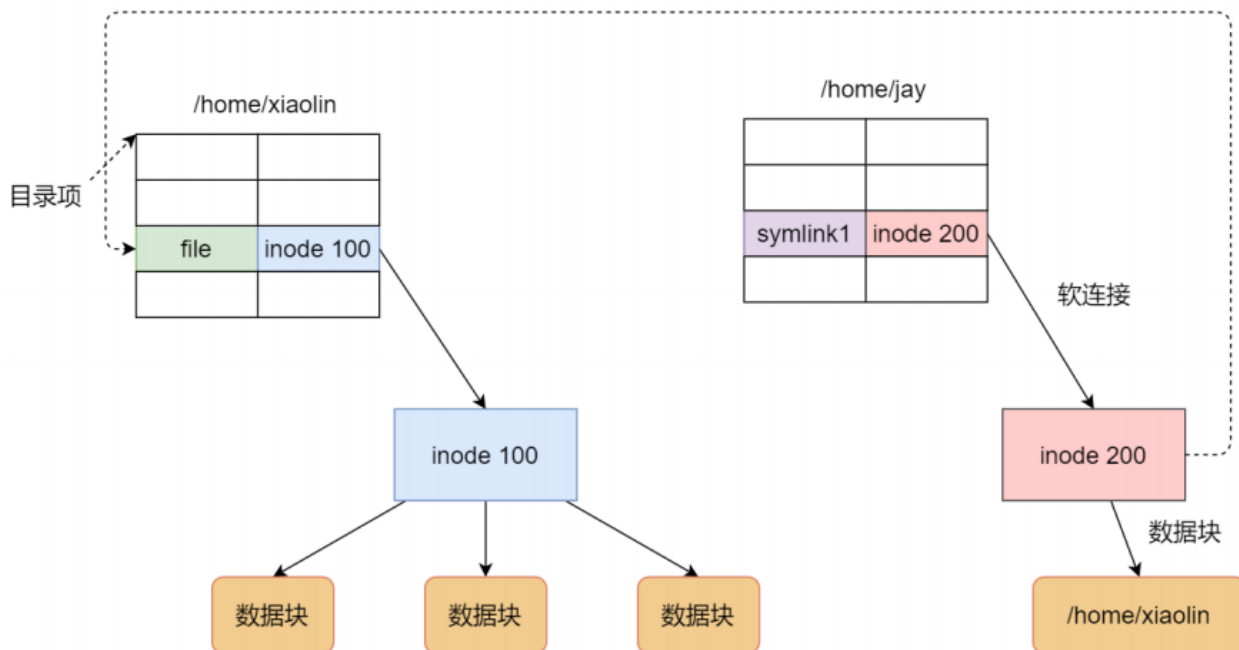 /home/xiaolin
/home/jay
目录项
file
inode 100
symlink1
inode 200
软连接
inode 100
inode 200
数据块
数据块
数据块
数据块
/home/xiaolin